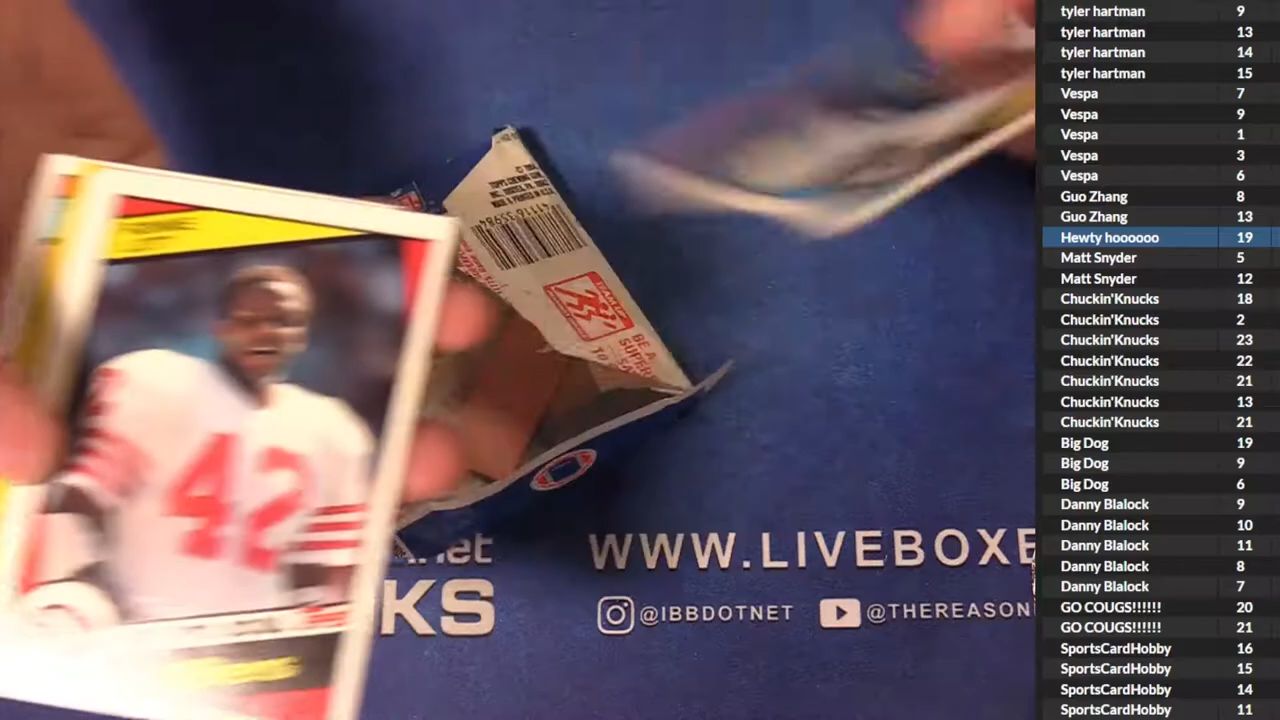 tyler hartman 9
tyler hartman 13
tyler hartman 14
tyler hartman 15
Vespa 7
Vespa 9
Vespa 1
Vespa 3
Vespa 6
Guo Zhang 8
Guo Zhang 13
Hewty hoooooo 19
Matt Snyder 5
Matt Snyder 12
Chuckin'Knucks 18
Chuckin'Knucks 2
Chuckin'Knucks 23
Chuckin'Knucks 22
Chuckin'Knucks 21
Chuckin'Knucks 13
Chuckin'Knucks 21
Big Dog 19
Big Dog 9
Big Dog 6
Danny Blalock 9
Danny Blalock 10
Danny Blalock 11
Danny Blalock 8
Danny Blalock 7
GO COUGS!!!!!! 20
GO COUGS!!!!!! 21
SportsCardHobby 16
SportsCardHobby 15
SportsCardHobby 14
SportsCardHobby 11
42
BE A
.net
KS
WWW.LIVEBOXE
@IBBDOTNET
@THEREASON